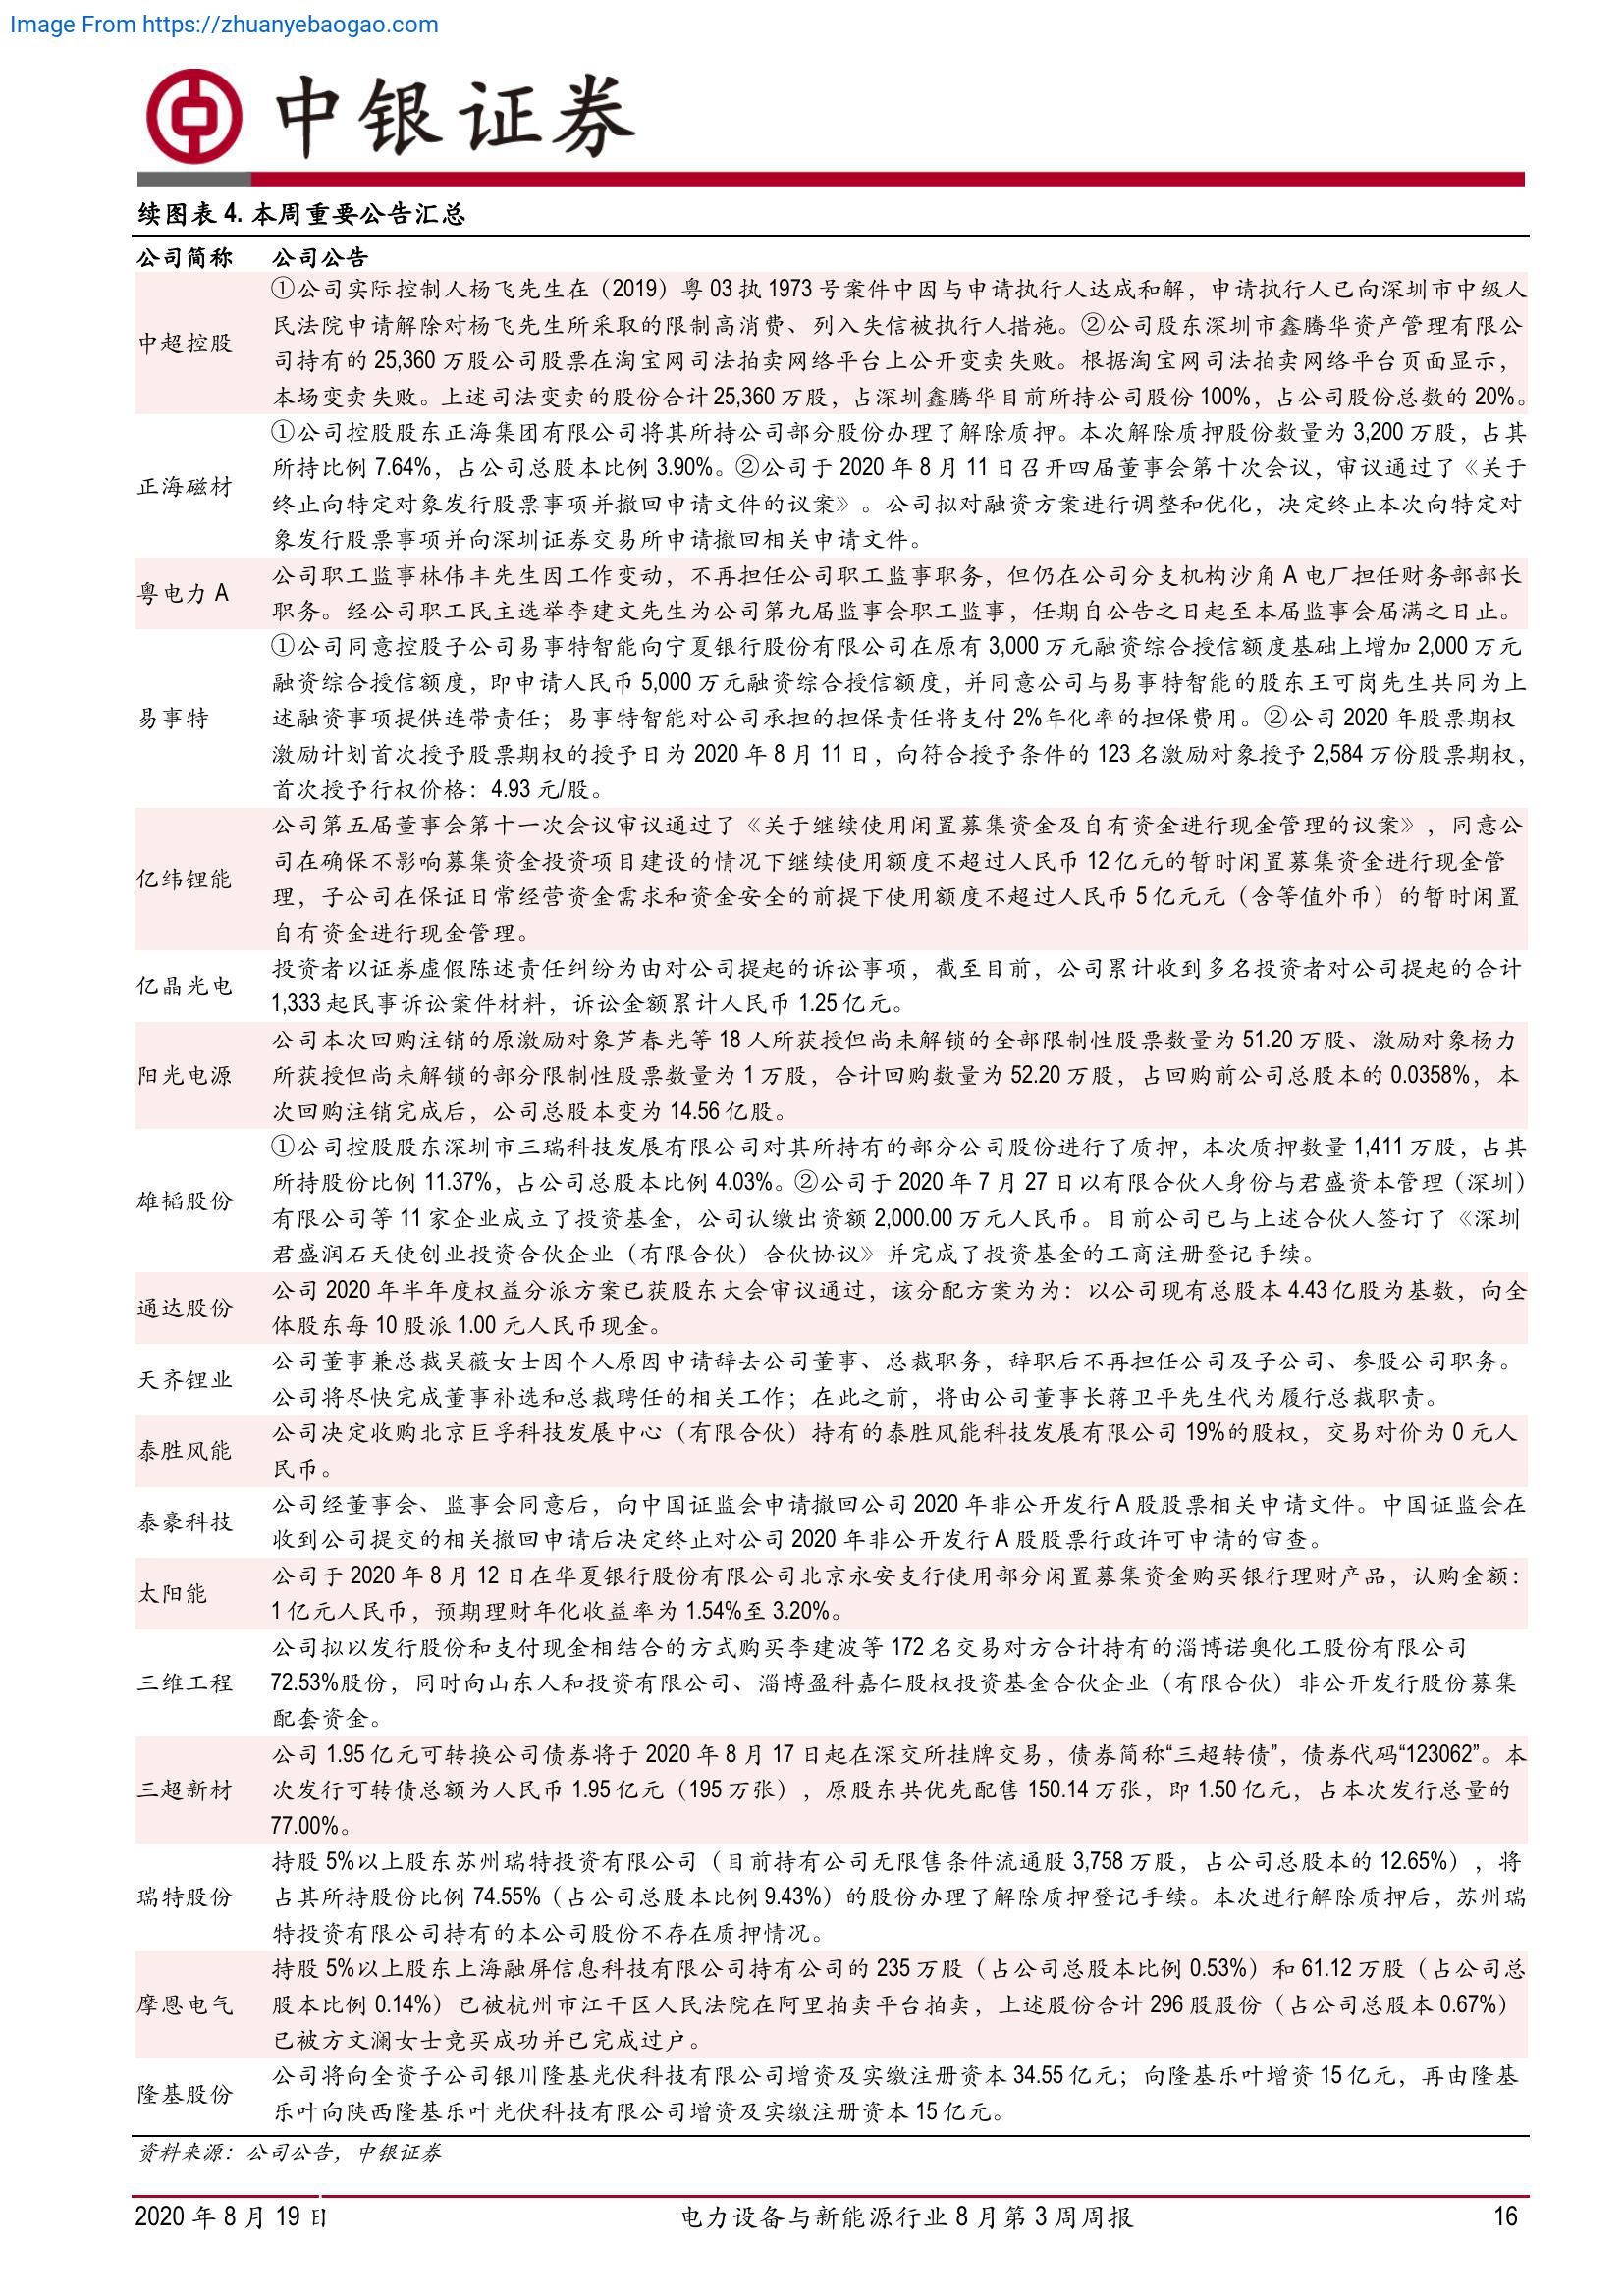 Image From https://zhuanyebaogao.com
中银证券
续图表 4. 本周重要公告汇总
公司简称 公司公告
中超控股
①公司实际控制人杨飞先生在（2019）粤 03 执 1973 号案件中因与申请执行人达成和解，申请执行人已向深圳市中级人
民法院申请解除对杨飞先生所采取的限制高消费、列入失信被执行人措施。②公司股东深圳市鑫腾华资产管理有限公
司持有的 25,360 万股公司股票在淘宝网司法拍卖网络平台上公开变卖失败。根据淘宝网司法拍卖网络平台页面显示，
本场变卖失败。上述司法变卖的股份合计 25,360 万股，占深圳鑫腾华目前所持公司股份 100%，占公司股份总数的 20%。
正海磁材
①公司控股股东正海集团有限公司将其所持公司部分股份办理了解除质押。本次解除质押股份数量为 3,200 万股，占其
所持比例 7.64%，占公司总股本比例 3.90%。②公司于 2020 年 8 月 11 日召开四届董事会第十次会议，审议通过了《关于
终止向特定对象发行股票事项并撤回申请文件的议案》。公司拟对融资方案进行调整和优化，决定终止本次向特定对
象发行股票事项并向深圳证券交易所申请撤回相关申请文件。
粤电力 A
公司职工监事林伟丰先生因工作变动，不再担任公司职工监事职务，但仍在公司分支机构沙角 A 电厂担任财务部部长
职务。经公司职工民主选举李建文先生为公司第九届监事会职工监事，任期自公告之日起至本届监事会届满之日止。
易事特
①公司同意控股子公司易事特智能向宁夏银行股份有限公司在原有 3,000 万元融资综合授信额度基础上增加 2,000 万元
融资综合授信额度，即申请人民币 5,000 万元融资综合授信额度，并同意公司与易事特智能的股东王可岗先生共同为上
述融资事项提供连带责任；易事特智能对公司承担的担保责任将支付 2%年化率的担保费用。②公司 2020 年股票期权
激励计划首次授予股票期权的授予日为 2020 年 8 月 11 日，向符合授予条件的 123 名激励对象授予 2,584 万份股票期权，
首次授予行权价格：4.93 元/股。
亿纬锂能
公司第五届董事会第十一次会议审议通过了《关于继续使用闲置募集资金及自有资金进行现金管理的议案》，同意公
司在确保不影响募集资金投资项目建设的情况下继续使用额度不超过人民币 12 亿元的暂时闲置募集资金进行现金管
理，子公司在保证日常经营资金需求和资金安全的前提下使用额度不超过人民币 5 亿元元（含等值外币）的暂时闲置
自有资金进行现金管理。
亿晶光电
投资者以证券虚假陈述责任纠纷为由对公司提起的诉讼事项，截至目前，公司累计收到多名投资者对公司提起的合计
1,333 起民事诉讼案件材料，诉讼金额累计人民币 1.25 亿元。
阳光电源
公司本次回购注销的原激励对象芦春光等 18 人所获授但尚未解锁的全部限制性股票数量为 51.20 万股、激励对象杨力
所获授但尚未解锁的部分限制性股票数量为 1 万股，合计回购数量为 52.20 万股，占回购前公司总股本的 0.0358%，本
次回购注销完成后，公司总股本变为 14.56 亿股。
雄韬股份
①公司控股股东深圳市三瑞科技发展有限公司对其所持有的部分公司股份进行了质押，本次质押数量 1,411 万股，占其
所持股份比例 11.37%，占公司总股本比例 4.03%。②公司于 2020 年 7 月 27 日以有限合伙人身份与君盛资本管理（深圳）
有限公司等 11 家企业成立了投资基金，公司认缴出资额 2,000.00 万元人民币。目前公司已与上述合伙人签订了《深圳
君盛润石天使创业投资合伙企业（有限合伙）合伙协议》并完成了投资基金的工商注册登记手续。
通达股份
公司 2020 年半年度权益分派方案已获股东大会审议通过，该分配方案为为：以公司现有总股本 4.43 亿股为基数，向全
体股东每 10 股派 1.00 元人民币现金。
天齐锂业
公司董事兼总裁吴薇女士因个人原因申请辞去公司董事、总裁职务，辞职后不再担任公司及子公司、参股公司职务。
公司将尽快完成董事补选和总裁聘任的相关工作；在此之前，将由公司董事长蒋卫平先生代为履行总裁职责。
泰胜风能
公司决定收购北京巨孚科技发展中心（有限合伙）持有的泰胜风能科技发展有限公司 19%的股权，交易对价为 0 元人
民币。
泰豪科技
公司经董事会、监事会同意后，向中国证监会申请撤回公司 2020 年非公开发行 A 股股票相关申请文件。中国证监会在
收到公司提交的相关撤回申请后决定终止对公司 2020 年非公开发行 A 股股票行政许可申请的审查。
太阳能
公司于 2020 年 8 月 12 日在华夏银行股份有限公司北京永安支行使用部分闲置募集资金购买银行理财产品，认购金额：
1 亿元人民币，预期理财年化收益率为 1.54%至 3.20%。
三维工程
公司拟以发行股份和支付现金相结合的方式购买李建波等 172 名交易对方合计持有的淄博诺奥化工股份有限公司
72.53%股份，同时向山东人和投资有限公司、淄博盈科嘉仁股权投资基金合伙企业（有限合伙）非公开发行股份募集
配套资金。
三超新材
公司 1.95 亿元可转换公司债券将于 2020 年 8 月 17 日起在深交所挂牌交易，债券简称“三超转债”，债券代码“123062”。本
次发行可转债总额为人民币 1.95 亿元（195 万张），原股东共优先配售 150.14 万张，即 1.50 亿元，占本次发行总量的
77.00%。
瑞特股份
持股 5%以上股东苏州瑞特投资有限公司（目前持有公司无限售条件流通股 3,758 万股，占公司总股本的 12.65%），将
占其所持股份比例 74.55%（占公司总股本比例 9.43%）的股份办理了解除质押登记手续。本次进行解除质押后，苏州瑞
特投资有限公司持有的本公司股份不存在质押情况。
摩恩电气
持股 5%以上股东上海融屏信息科技有限公司持有公司的 235 万股（占公司总股本比例 0.53%）和 61.12 万股（占公司总
股本比例 0.14%）已被杭州市江干区人民法院在阿里拍卖平台拍卖，上述股份合计 296 股股份（占公司总股本 0.67%）
已被方文澜女士竞买成功并已完成过户。
隆基股份
公司将向全资子公司银川隆基光伏科技有限公司增资及实缴注册资本 34.55 亿元；向隆基乐叶增资 15 亿元，再由隆基
乐叶向陕西隆基乐叶光伏科技有限公司增资及实缴注册资本 15 亿元。
资料来源：公司公告，中银证券
2020 年 8 月 19 日 电力设备与新能源行业 8 月第 3 周周报 16